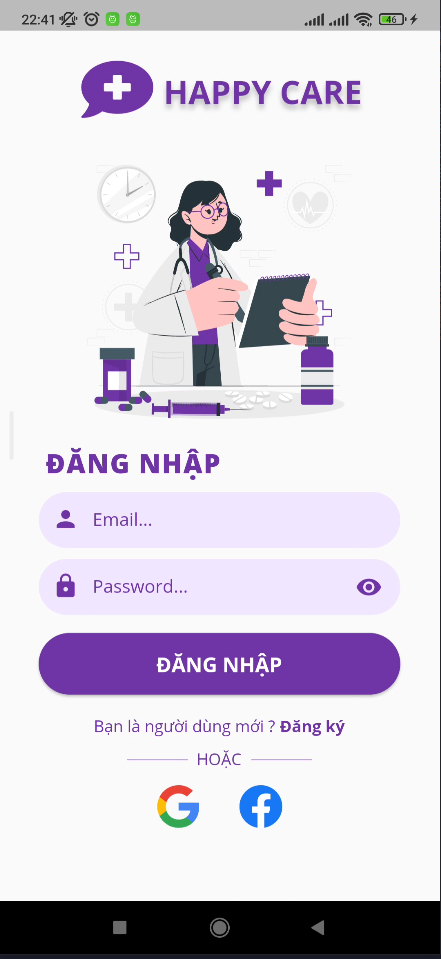 22:41
46
HAPPY CARE
ĐĂNG NHẬP
Email...
Password...
ĐĂNG NHẬP
Bạn là người dùng mới ? Đăng ký
HOẶC